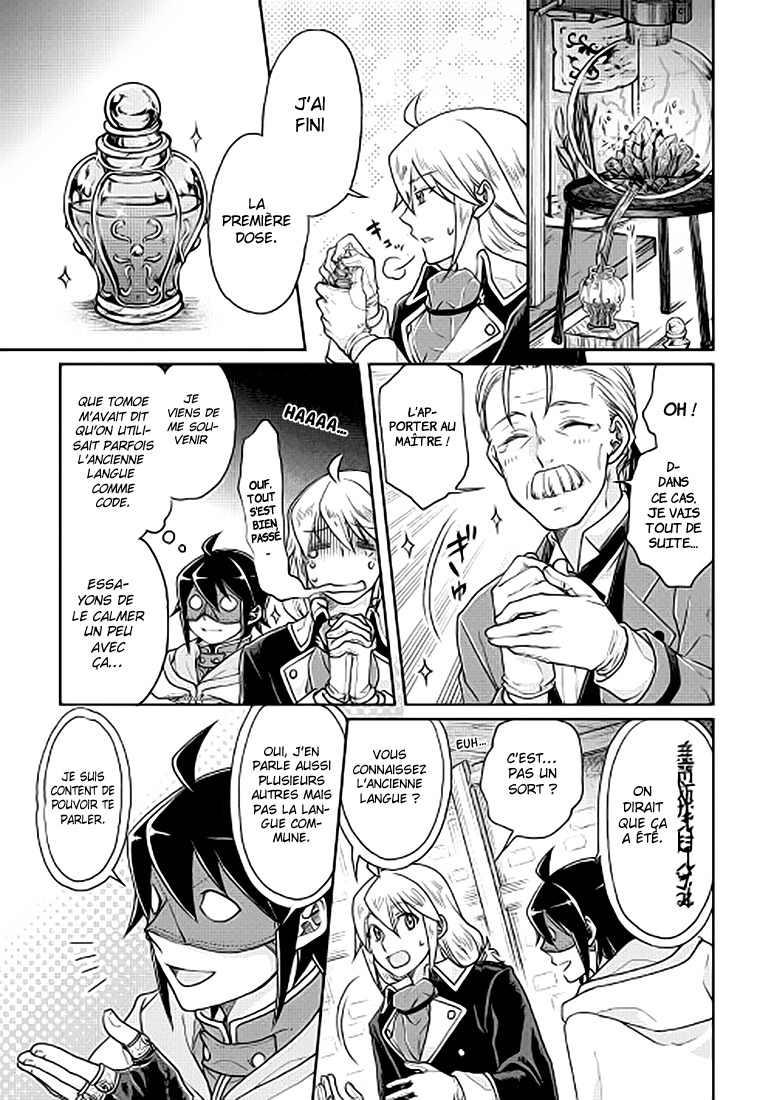 J'AI
FINI
LA
PREMIÈRE
DOSE.
OH !
D-
DANS
CE CAS,
JE VAIS
TOUT DE
SUITE...
L'AP-
PORTER AU
MAÎTRE !
HAAAA...
OUF.
TOUT
S'EST
BIEN
PASSÉ
JE
VIENS DE
ME SOU-
VENIR
QUE TOMOE
M'AVAIT DIT
QU'ON UTILI-
SAIT PARFOIS
L'ANCIENNE
LANGUE
COMME
CODE.
ESSA-
YONS DE
LE CALMER
UN PEU
AVEC
ÇA...
ON
DIRAIT
QUE ÇA
A ÉTÉ.
C'EST...
PAS UN
SORT ?
EUH...
VOUS
CONNAISSEZ
L'ANCIENNE
LANGUE ?
OUI, J'EN
PARLE AUSSI
PLUSIEURS
AUTRES MAIS
PAS LA LAN-
GUE COM-
MUNE.
JE SUIS
CONTENT DE
POUVOIR TE
PARLER.